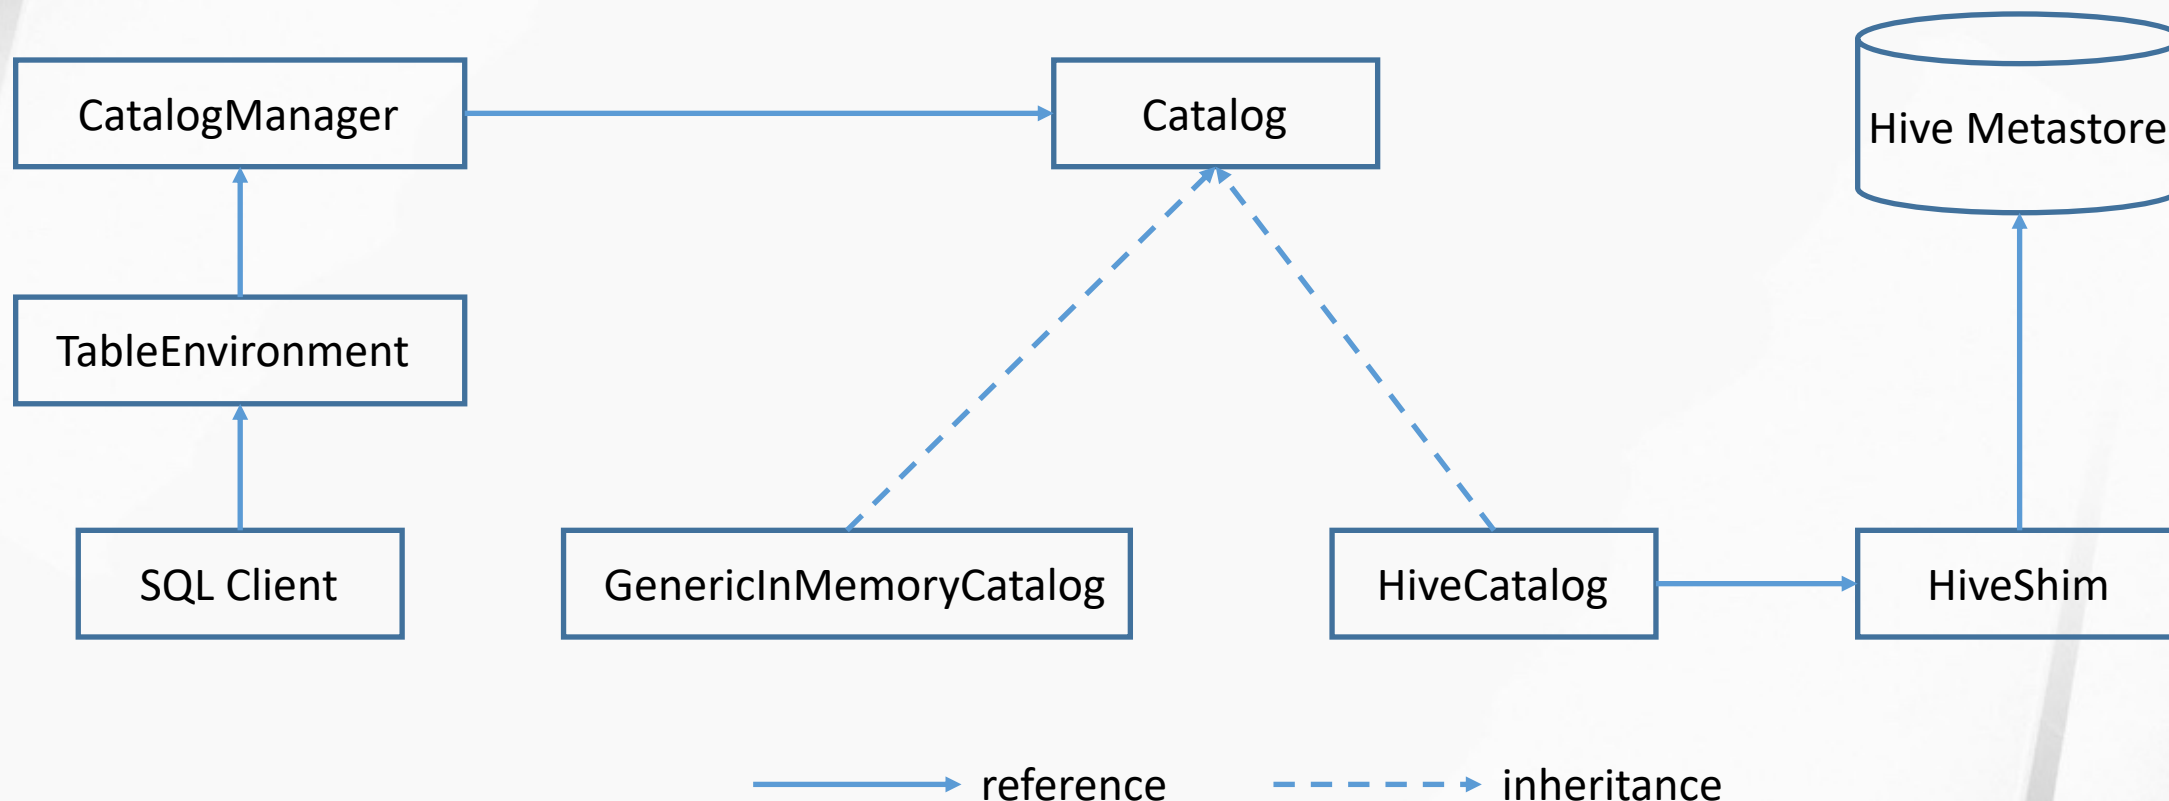 CatalogManager
Catalog
Hive Metastore
TableEnvironment
SQL Client
GenericInMemoryCatalog
HiveCatalog
HiveShim
reference
inheritance